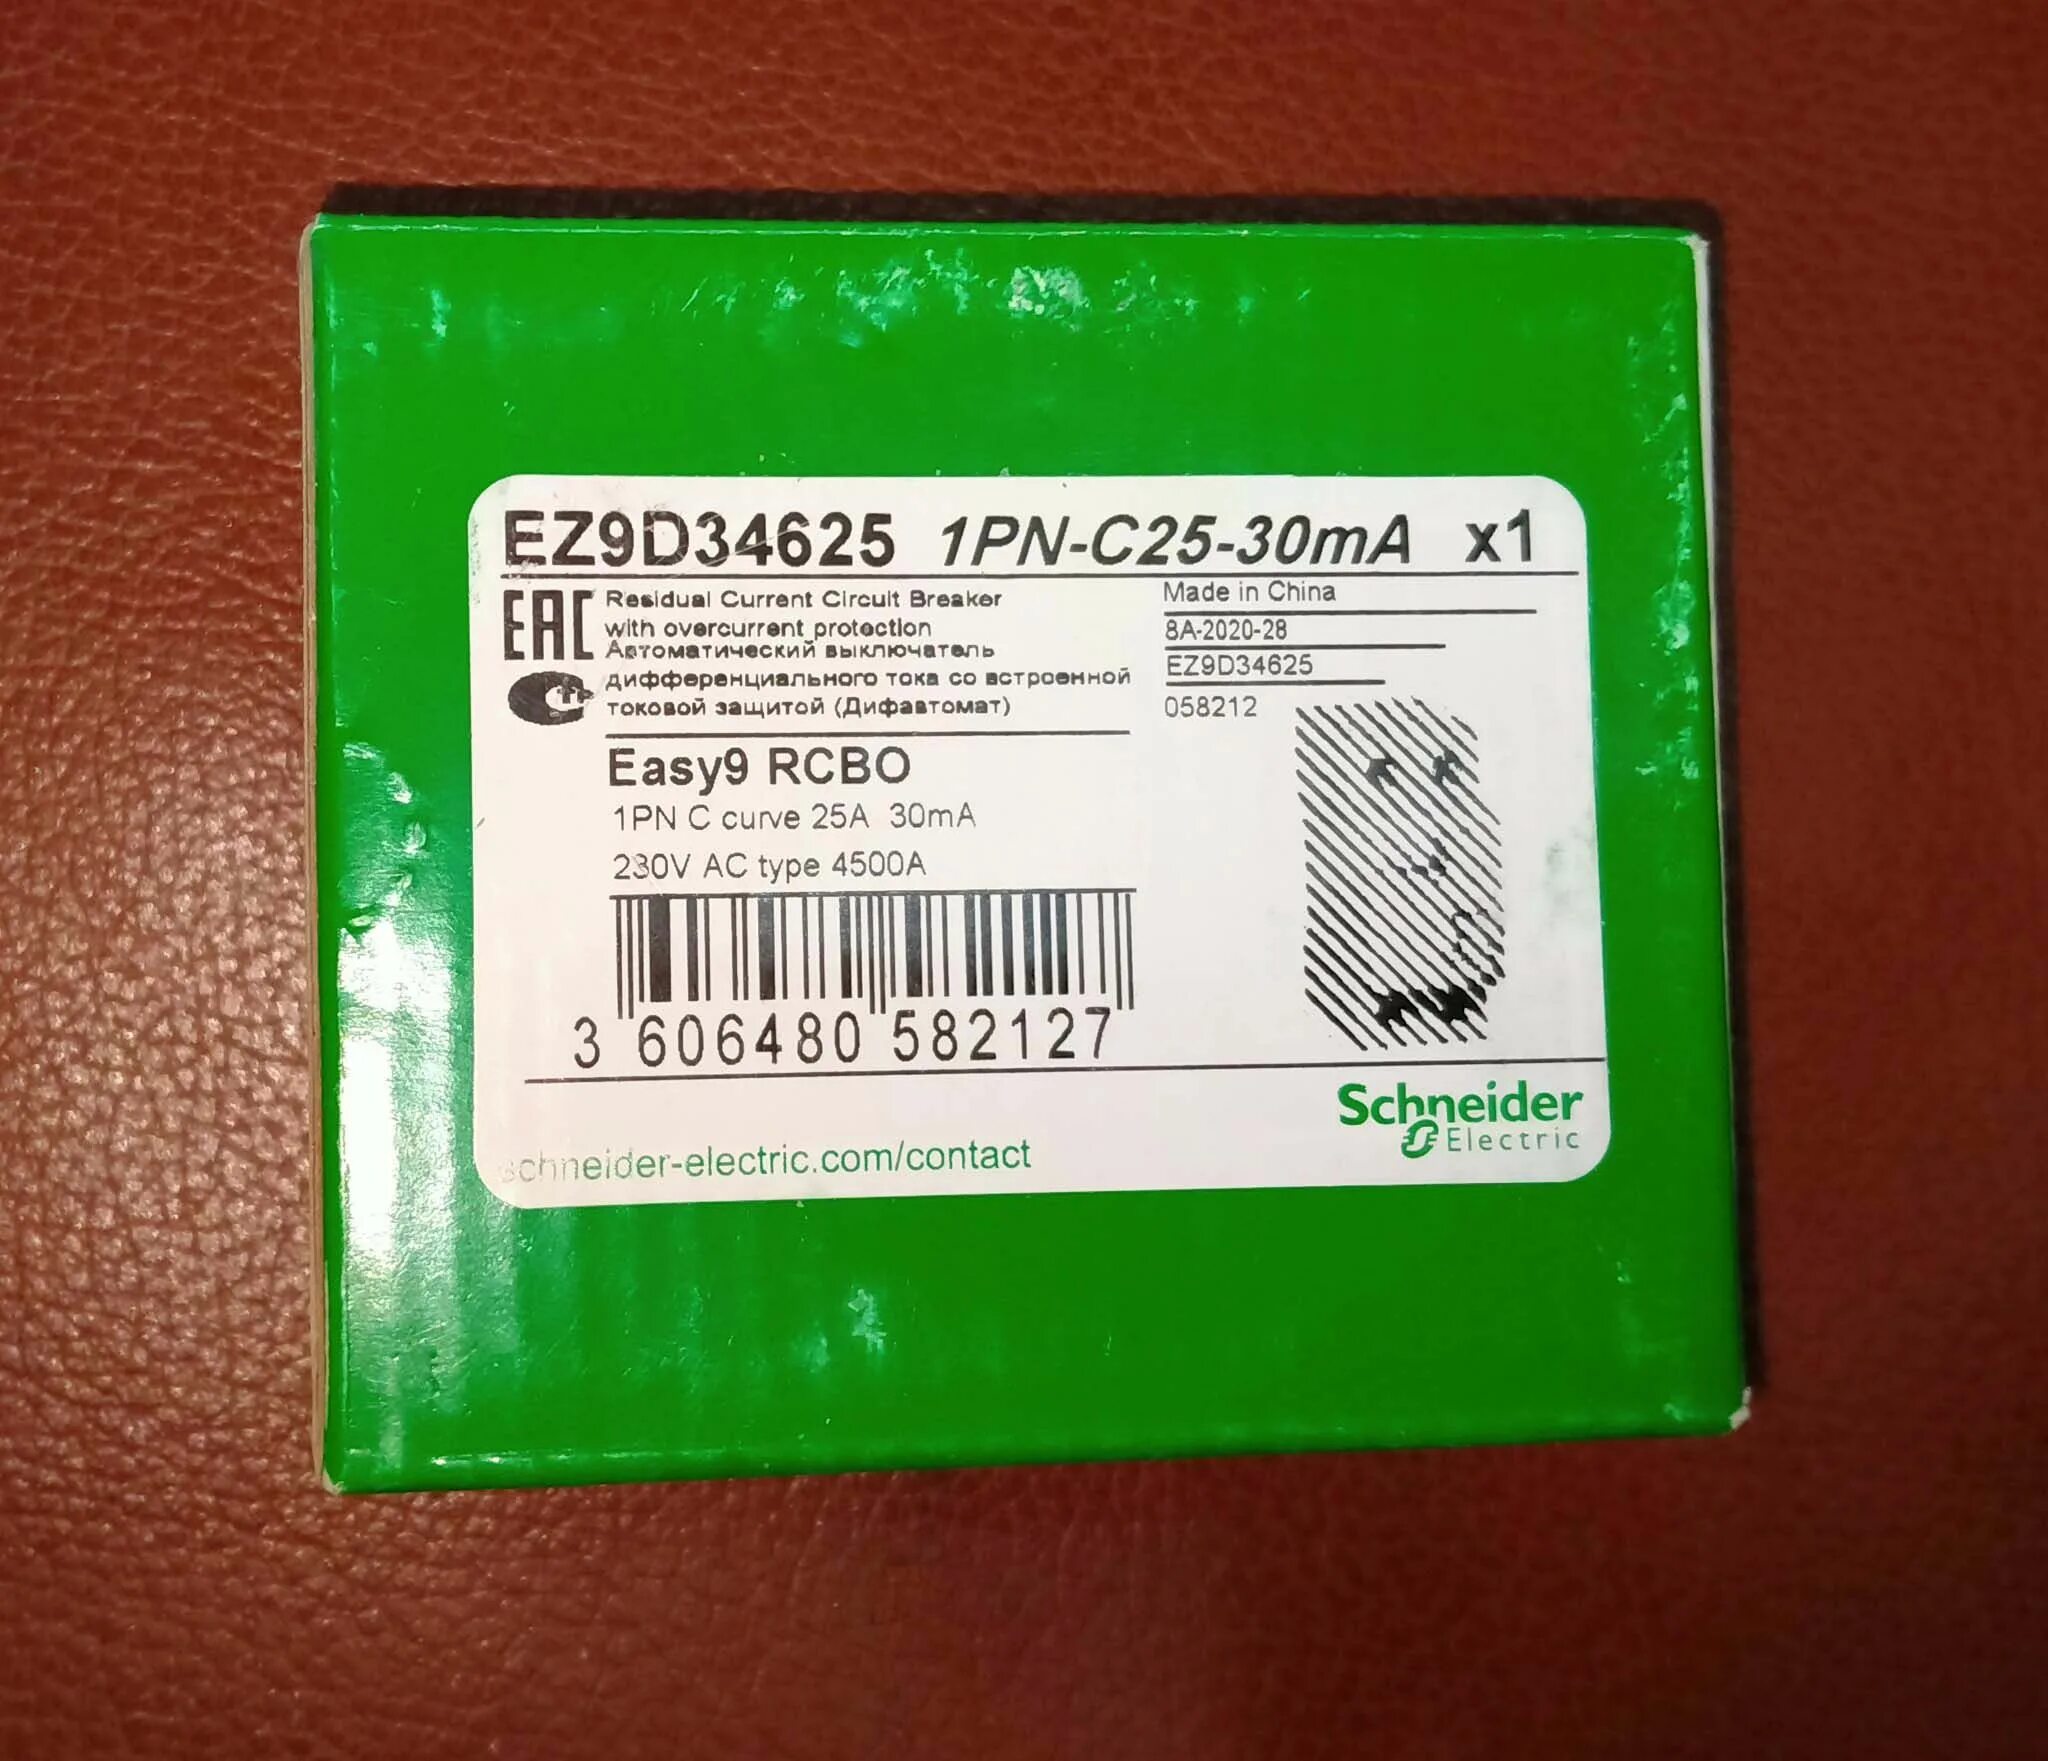 EZ9D34625 1PN-C25-30mA x1
EAC Residual Current Circuit Breaker
with overcurrent protection
Автоматический выключатель
дифференциального тока со встроенной
токовой защитой (Дифавтомат)
Made in China
8A-2020-28
EZ9D34625
058212
Easy9 RCBO
1PN C curve 25A 30mA
230V AC type 4500A
3 606480 582127
Schneider
Electric
schneider-electric.com/contact